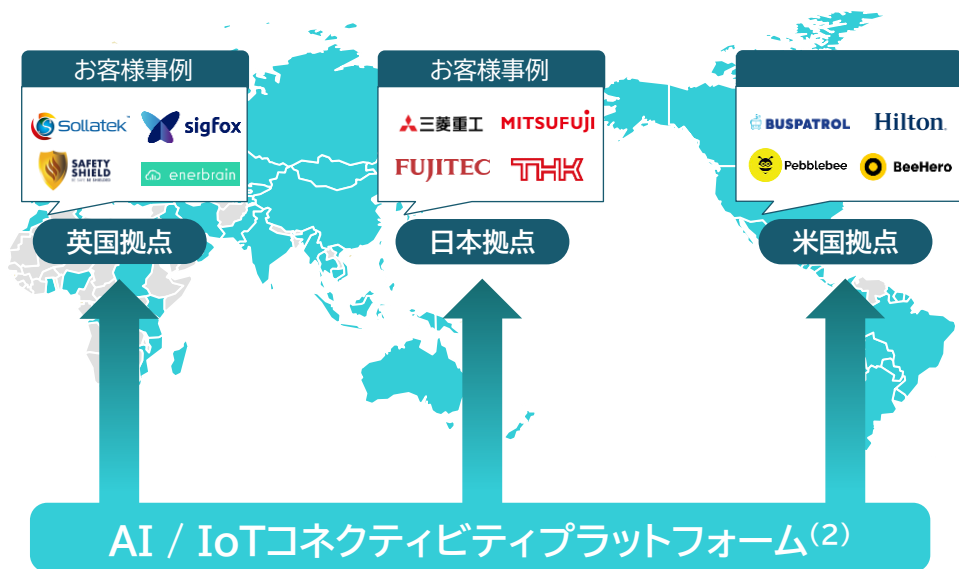 お客様事例
Sollatek
sigfox
SAFETY
SHIELD
enerbrain
英国拠点
お客様事例
三菱重工
MITSUFUJI
FUJITEC
THK
日本拠点
BUSPATROL
Hilton
Pebblebee
BeeHero
米国拠点
AI / IoTコネクティビティプラットフォーム(2)